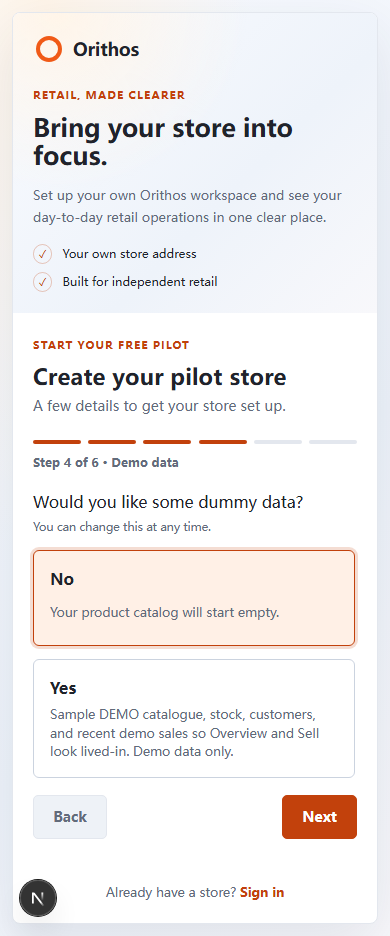 Orithos
RETAIL, MADE CLEARER
Bring your store into
focus.
Set up your own Orithos workspace and see your
day-to-day retail operations in one clear place.
✓ Your own store address
✓ Built for independent retail
START YOUR FREE PILOT
Create your pilot store
A few details to get your store set up.
Step 4 of 6 • Demo data
Would you like some dummy data?
You can change this at any time.
No
Your product catalog will start empty.
Yes
Sample DEMO catalogue, stock, customers,
and recent demo sales so Overview and Sell
look lived-in. Demo data only.
Back
Next
Already have a store? Sign in
N